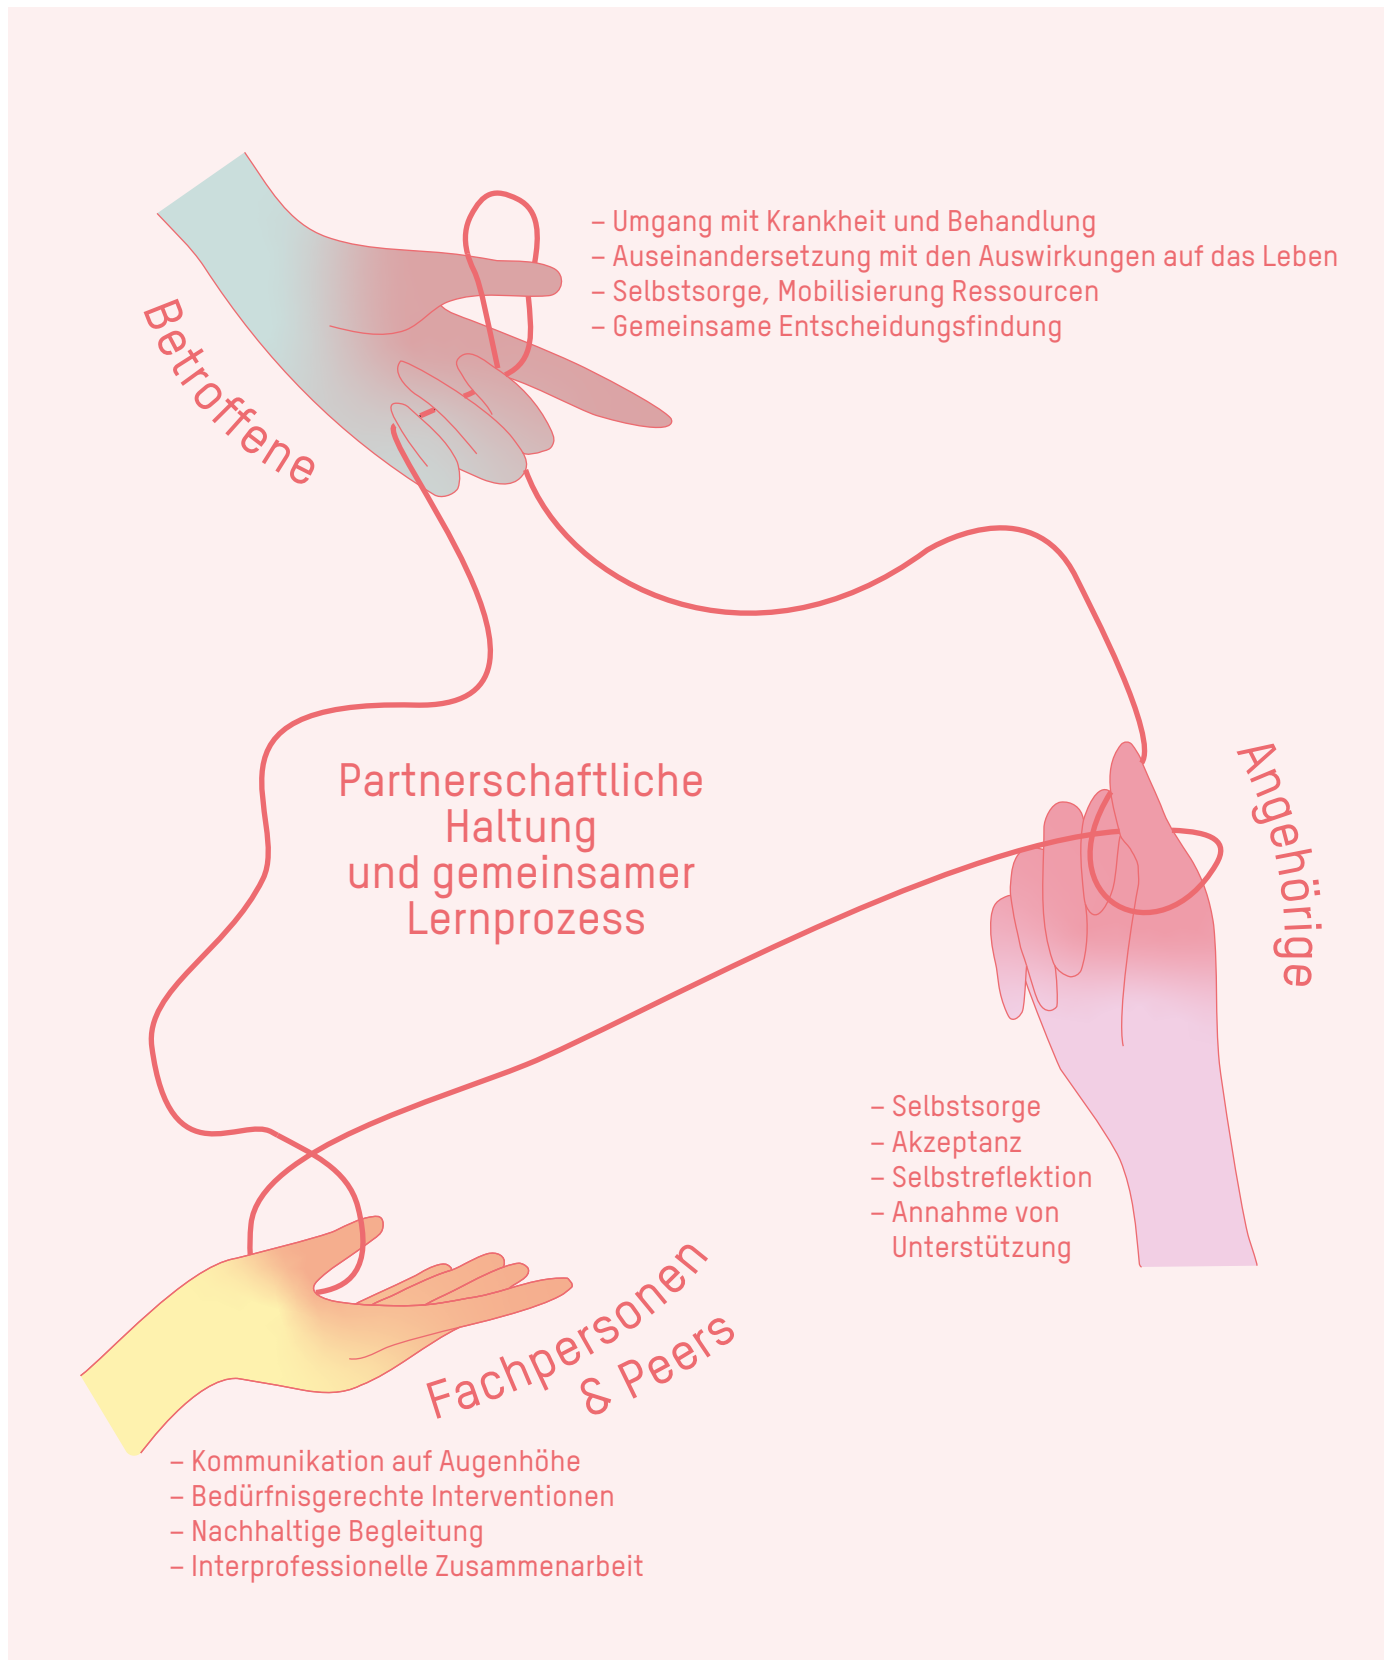 Betroffene
– Umgang mit Krankheit und Behandlung
– Auseinandersetzung mit den Auswirkungen auf das Leben
– Selbstsorge, Mobilisierung Ressourcen
– Gemeinsame Entscheidungsfindung
Partnerschaftliche
Haltung
und gemeinsamer
Lernprozess
Angehörige
– Selbstsorge
– Akzeptanz
– Selbstreflektion
– Annahme von
Unterstützung
Fachpersonen
& Peers
– Kommunikation auf Augenhöhe
– Bedürfnisgerechte Interventionen
– Nachhaltige Begleitung
– Interprofessionelle Zusammenarbeit